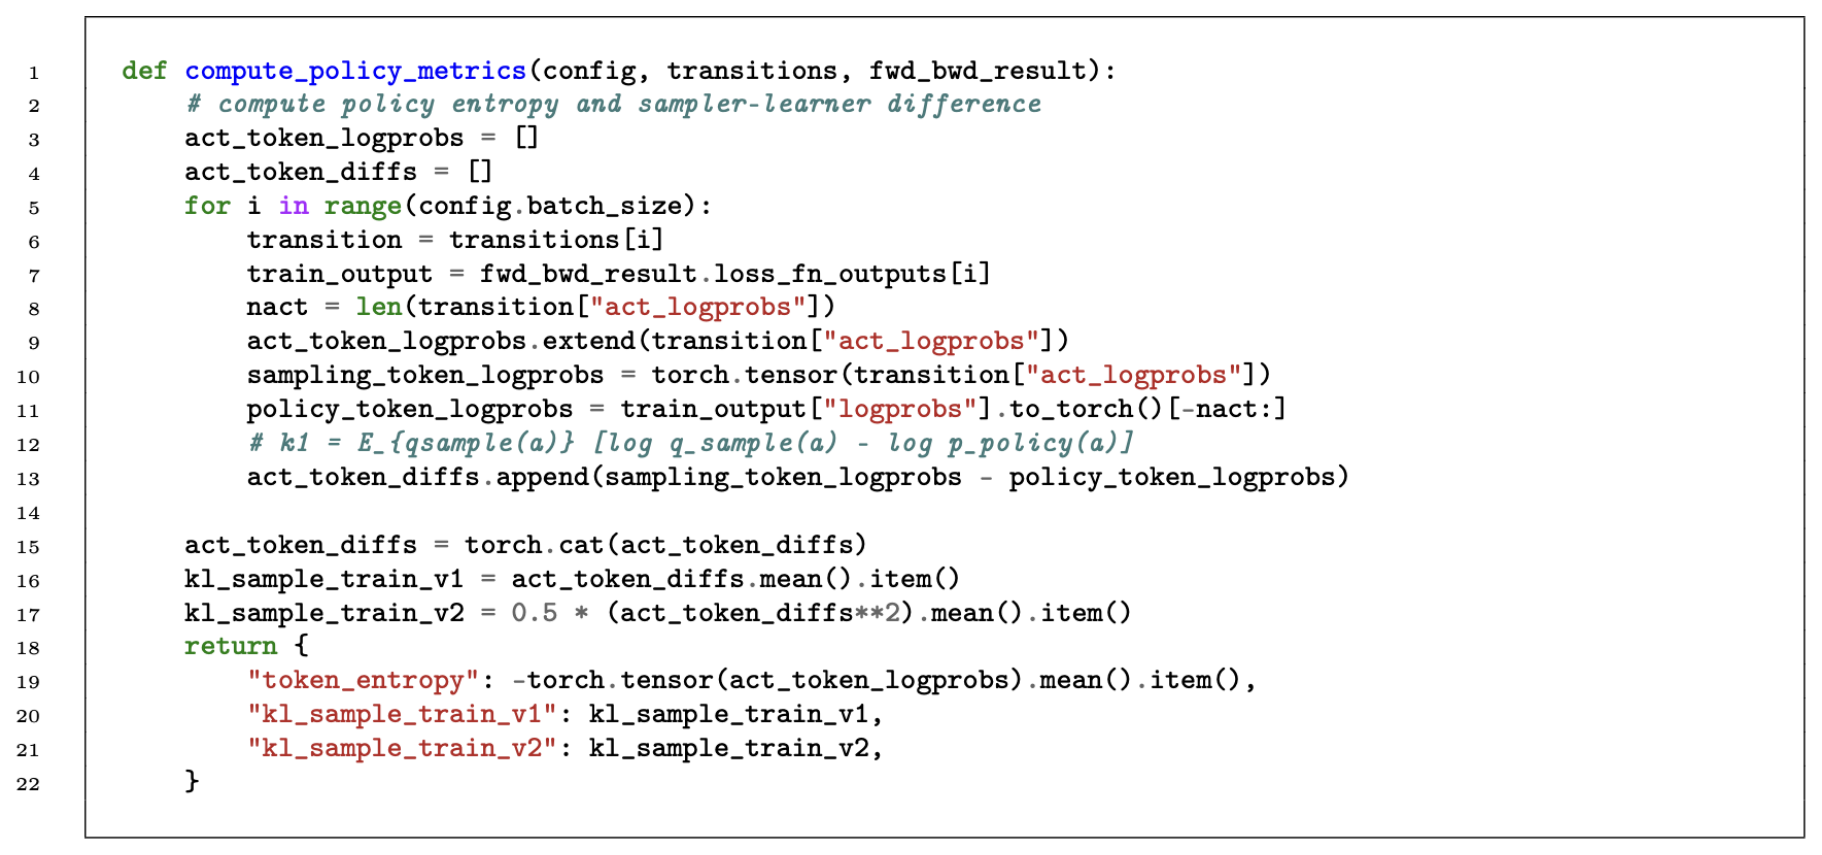 1 def compute_policy_metrics(config, transitions, fwd_bwd_result):
2     # compute policy entropy and sampler-learner difference
3     act_token_logprobs = []
4     act_token_diffs = []
5     for i in range(config.batch_size):
6         transition = transitions[i]
7         train_output = fwd_bwd_result.loss_fn_outputs[i]
8         nact = len(transition["act_logprobs"])
9         act_token_logprobs.extend(transition["act_logprobs"])
10         sampling_token_logprobs = torch.tensor(transition["act_logprobs"])
11         policy_token_logprobs = train_output["logprobs"].to_torch()[-nact:]
12         # k1 = E_{qsample(a)} [log q_sample(a) - log p_policy(a)]
13         act_token_diffs.append(sampling_token_logprobs - policy_token_logprobs)
14
15     act_token_diffs = torch.cat(act_token_diffs)
16     kl_sample_train_v1 = act_token_diffs.mean().item()
17     kl_sample_train_v2 = 0.5 * (act_token_diffs**2).mean().item()
18     return {
19         "token_entropy": -torch.tensor(act_token_logprobs).mean().item(),
20         "kl_sample_train_v1": kl_sample_train_v1,
21         "kl_sample_train_v2": kl_sample_train_v2,
22     }